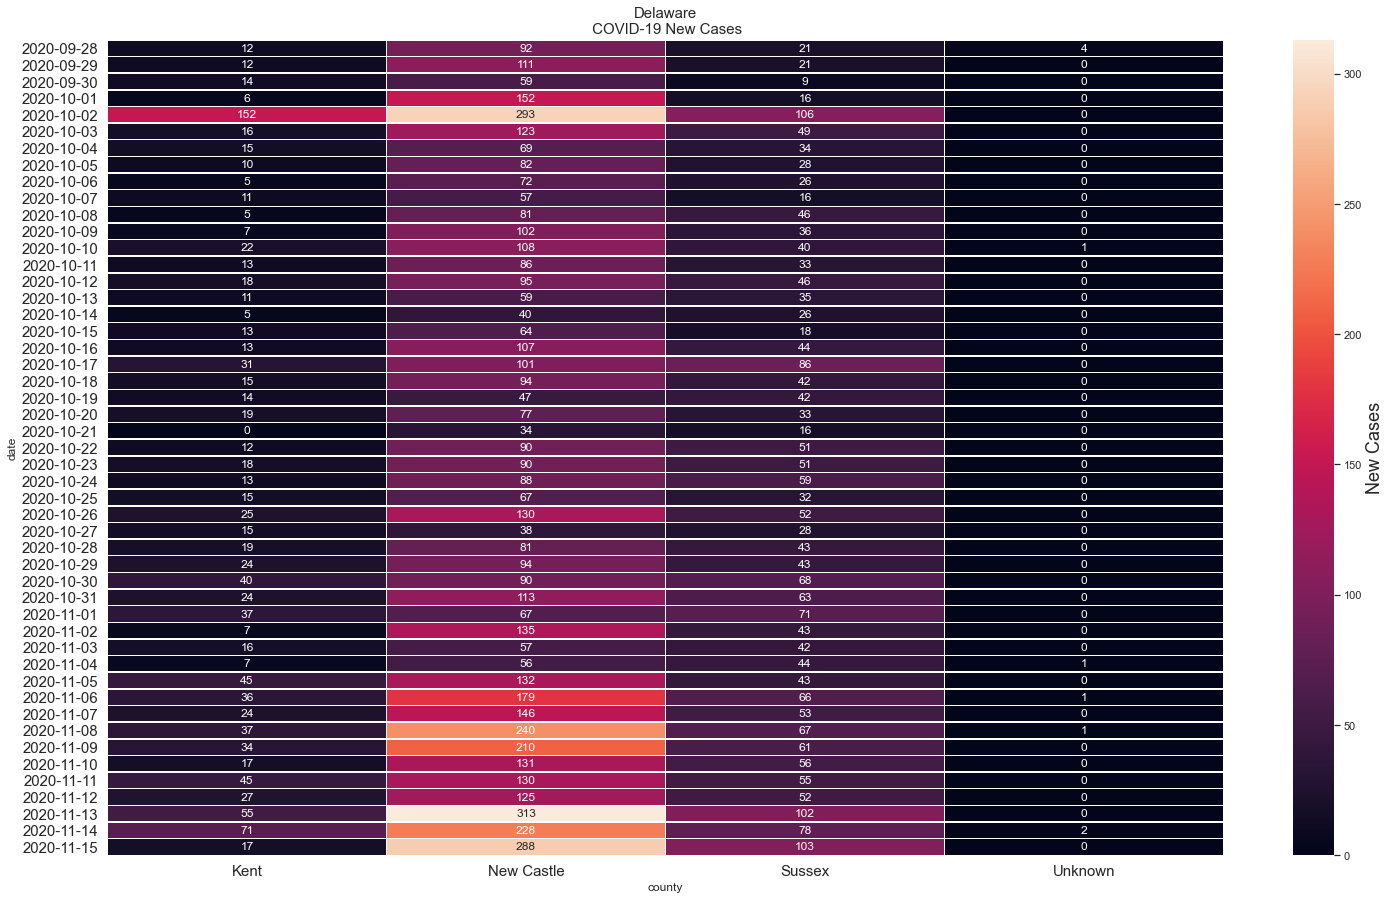 Delaware
COVID-19 New Cases
2020-09-28 12 92 21 4
2020-09-29 12 111 21 0
2020-09-30 14 59 9 0
2020-10-01 6 152 16 0
2020-10-02 152 293 106 0
2020-10-03 16 123 49 0
2020-10-04 15 69 34 0
2020-10-05 10 82 28 0
2020-10-06 5 72 26 0
2020-10-07 11 57 16 0
2020-10-08 5 81 46 0
2020-10-09 7 102 36 0
2020-10-10 22 108 40 1
2020-10-11 13 86 33 0
2020-10-12 18 95 46 0
2020-10-13 11 59 35 0
2020-10-14 5 40 26 0
2020-10-15 13 64 18 0
2020-10-16 13 107 44 0
2020-10-17 31 101 86 0
2020-10-18 15 94 42 0
2020-10-19 14 47 42 0
2020-10-20 19 77 33 0
2020-10-21 0 34 16 0
2020-10-22 12 90 51 0
2020-10-23 18 90 51 0
2020-10-24 13 88 59 0
2020-10-25 15 67 32 0
2020-10-26 25 130 52 0
2020-10-27 15 38 28 0
2020-10-28 19 81 43 0
2020-10-29 24 94 43 0
2020-10-30 40 90 68 0
2020-10-31 24 113 63 0
2020-11-01 37 67 71 0
2020-11-02 7 135 43 0
2020-11-03 16 57 42 0
2020-11-04 7 56 44 1
2020-11-05 45 132 43 0
2020-11-06 36 179 66 1
2020-11-07 24 146 53 0
2020-11-08 37 240 67 1
2020-11-09 34 210 61 0
2020-11-10 17 131 56 0
2020-11-11 45 130 55 0
2020-11-12 27 125 52 0
2020-11-13 55 313 102 0
2020-11-14 71 228 78 2
2020-11-15 17 288 103 0
Kent New Castle Sussex Unknown
county
date
300
250
200
150
100
50
0
New Cases